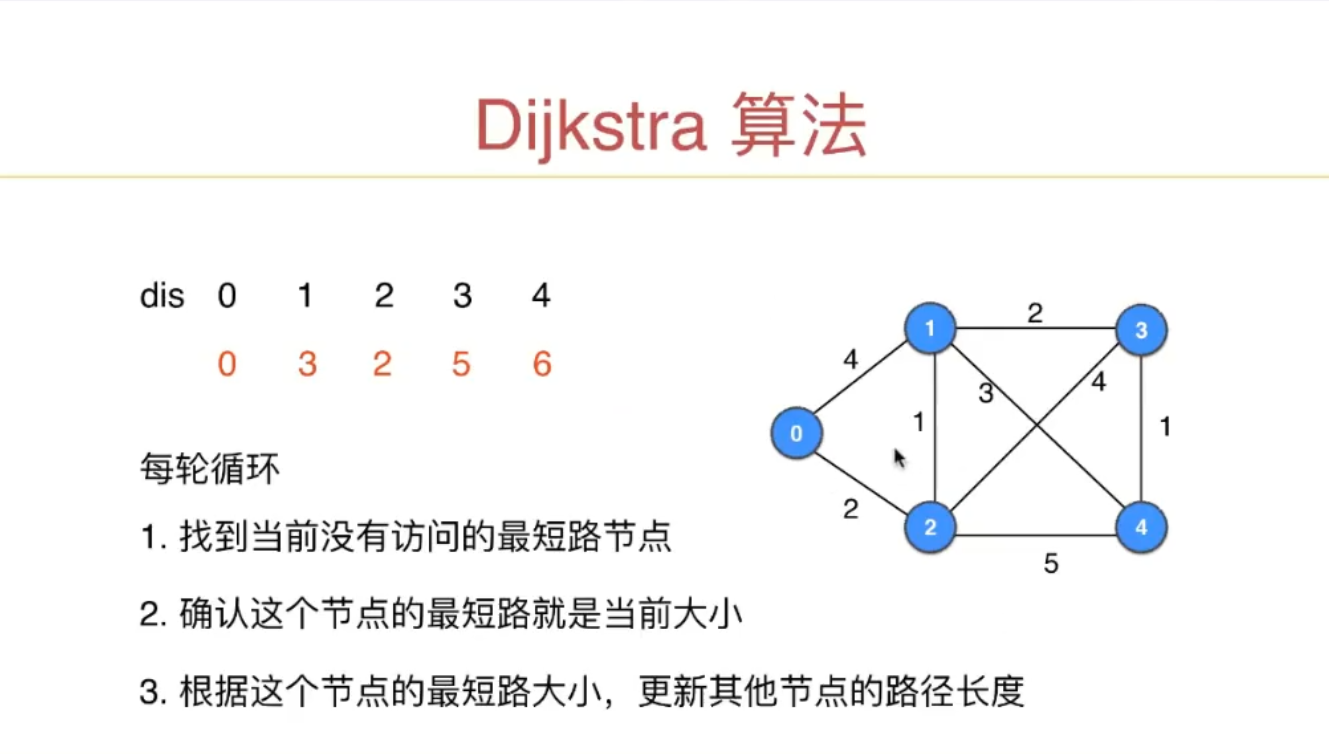 Dijkstra 算法
dis 0 1 2 3 4
0 3 2 5 6
每轮循环
1. 找到当前没有访问的最短路节点
2. 确认这个节点的最短路就是当前大小
3. 根据这个节点的最短路大小，更新其他节点的路径长度
2
1 3
4
3 4
0 1 1
2
2 4
5